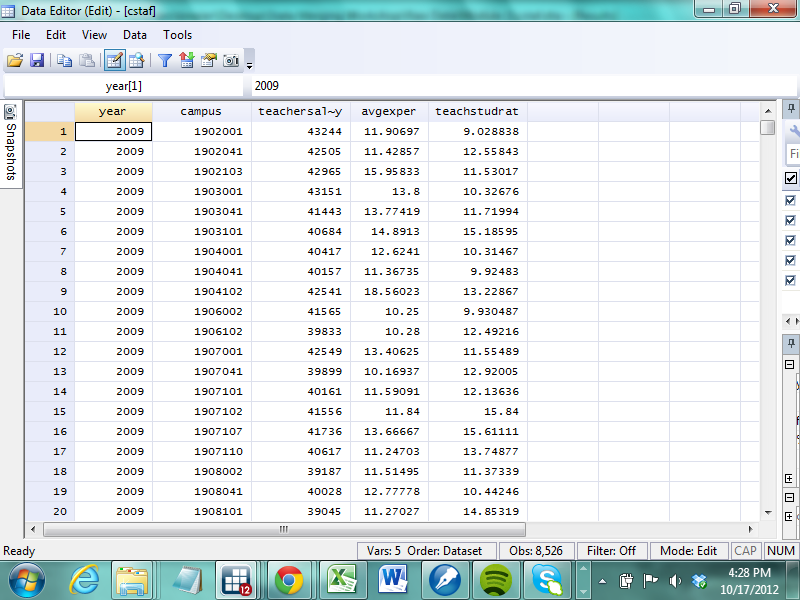 Data Editor (Edit) - [cstaf]
File Edit View Data Tools
year[1] 2009
Snapshots
year campus teachersal~y avgexper teachstudrat
1 2009 1902001 43244 11.90697 9.028838
2 2009 1902041 42505 11.42857 12.55843
3 2009 1902103 42965 15.95833 11.53017
4 2009 1903001 43151 13.8 10.32676
5 2009 1903041 41443 13.77419 11.71994
6 2009 1903101 40684 14.8913 15.18595
7 2009 1904001 40417 12.6241 10.31467
8 2009 1904041 40157 11.36735 9.92483
9 2009 1904102 42541 18.56023 13.22867
10 2009 1906002 41565 10.25 9.930487
11 2009 1906102 39833 10.28 12.49216
12 2009 1907001 42549 13.40625 11.55489
13 2009 1907041 39899 10.16937 12.92005
14 2009 1907101 40161 11.59091 12.13636
15 2009 1907102 41556 11.84 15.84
16 2009 1907107 41736 13.66667 15.61111
17 2009 1907110 40617 11.24703 13.74877
18 2009 1908002 39187 11.51495 11.37339
19 2009 1908041 40028 12.77778 10.44246
20 2009 1908101 39045 11.27027 14.85319
Fi
Ready Vars: 5 Order: Dataset Obs: 8,526 Filter: Off Mode: Edit CAP NUM
12
4:28 PM
10/17/2012